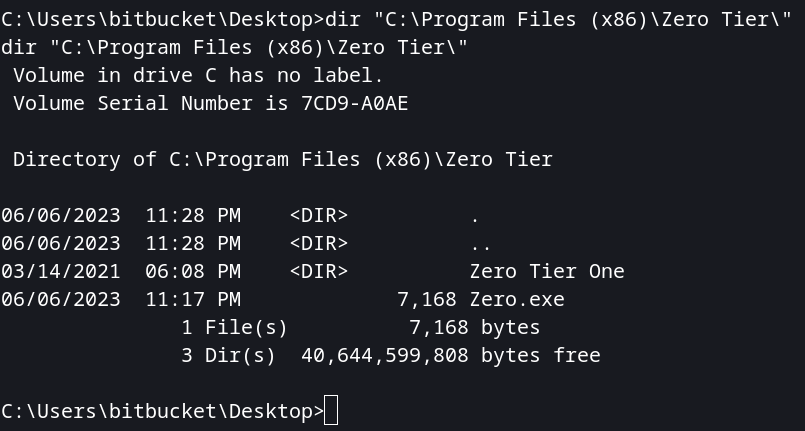 C:\Users\bitbucket\Desktop>dir "C:\Program Files (x86)\Zero Tier\"
dir "C:\Program Files (x86)\Zero Tier\"
 Volume in drive C has no label.
 Volume Serial Number is 7CD9-A0AE

 Directory of C:\Program Files (x86)\Zero Tier

06/06/2023  11:28 PM    <DIR>          .
06/06/2023  11:28 PM    <DIR>          ..
03/14/2021  06:08 PM    <DIR>          Zero Tier One
06/06/2023  11:17 PM             7,168 Zero.exe
               1 File(s)          7,168 bytes
               3 Dir(s)  40,644,599,808 bytes free

C:\Users\bitbucket\Desktop>